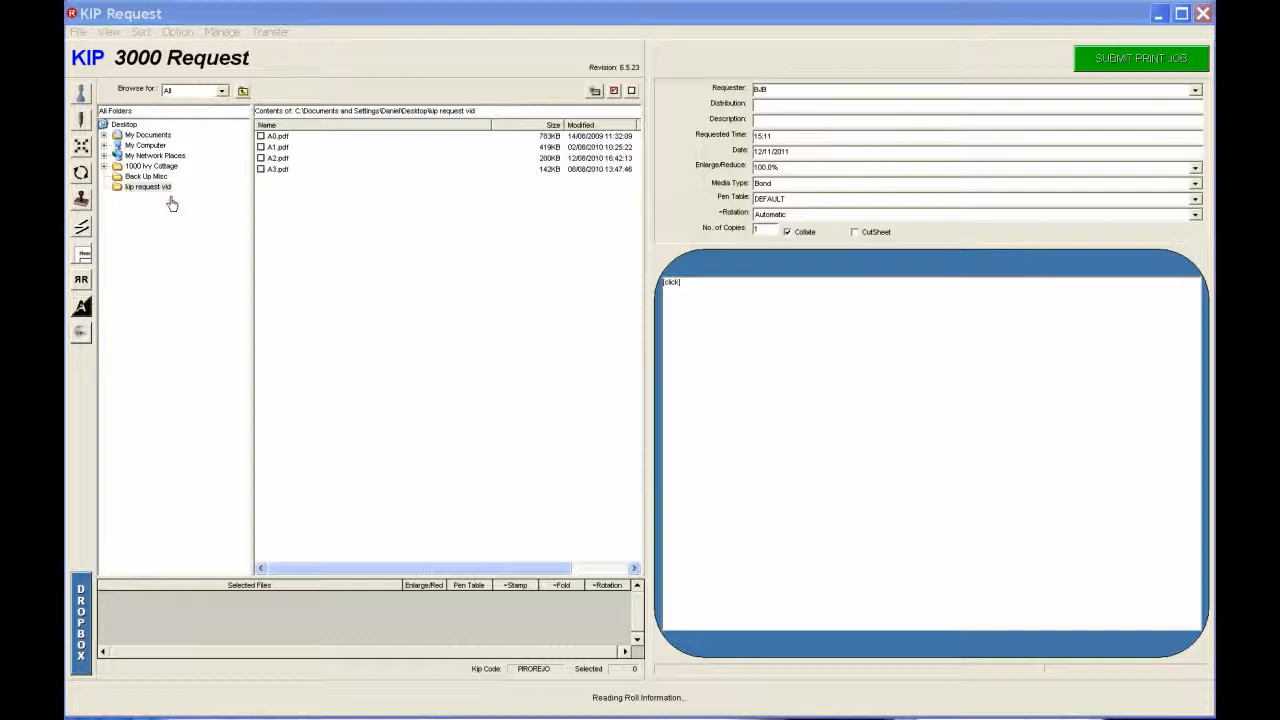 KIP Request
File View Sort Option Manage Transfer
KIP 3000 Request
Revision: 6.5.23
SUBMIT PRINT JOB
Browse for: All
All Folders
Contents of: C:\Documents and Settings\Daniel\Desktop\kip request vid
Desktop
My Documents
My Computer
My Network Places
1000 Ivy Cottage
Back Up Misc
kip request vid
Name Size Modified
A0.pdf 783KB 14/08/2009 11:32:09
A1.pdf 419KB 02/08/2010 10:25:22
A2.pdf 200KB 12/08/2010 16:42:13
A3.pdf 142KB 08/08/2010 13:47:46
Requester: BJB
Distribution:
Description:
Requested Time: 15:11
Date: 12/11/2011
Enlarge/Reduce: 100.0%
Media Type: Bond
Pen Table: DEFAULT
~Rotation: Automatic
No. of Copies: 1 Collate CutSheet
[click]
DROPBOX
Selected Files Enlarge/Red Pen Table ~Stamp ~Fold ~Rotation
Kip Code: PIROREJO Selected 0
Reading Roll Information...